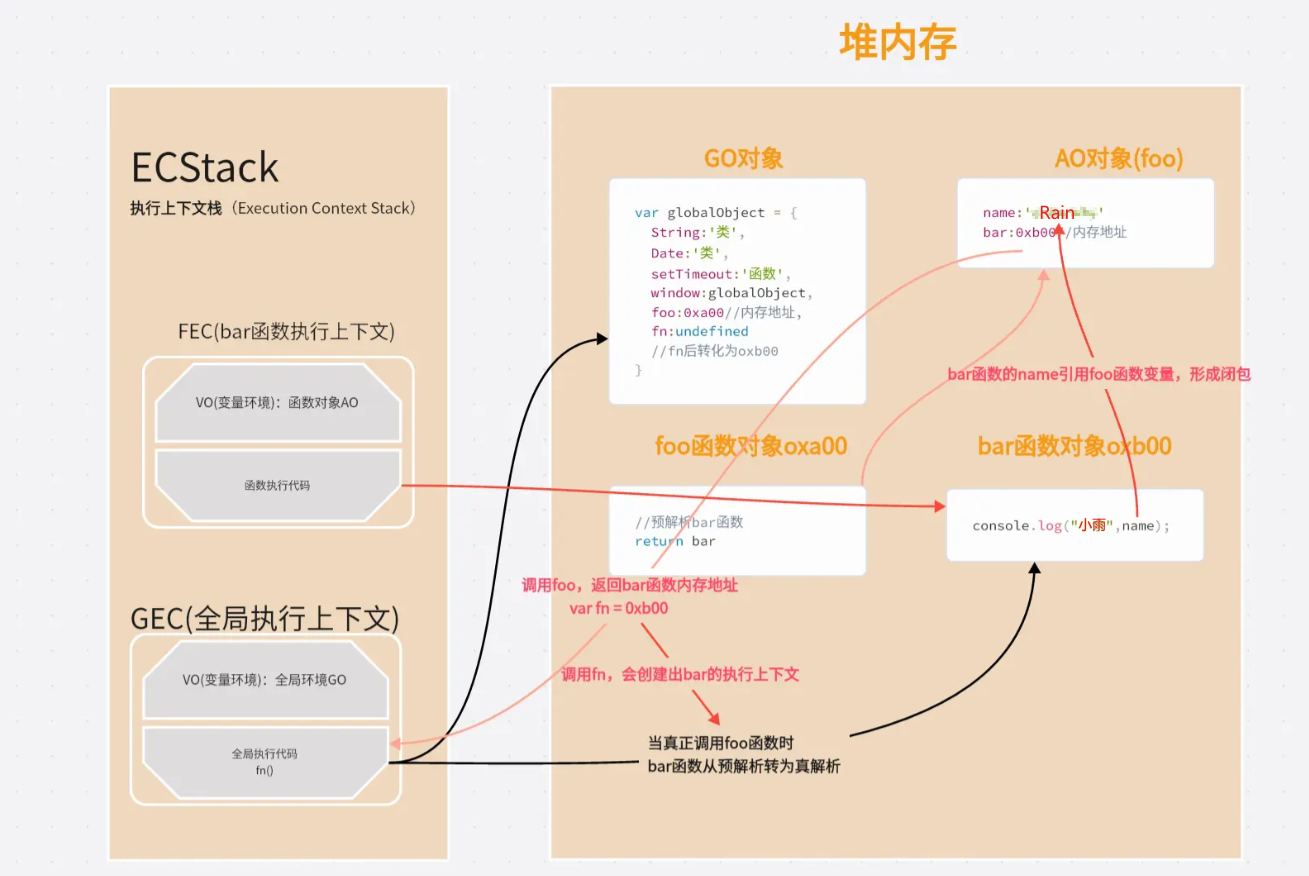 堆内存
ECStack
执行上下文栈（Execution Context Stack）
FEC(bar函数执行上下文)
VO(变量环境)：函数对象AO
函数执行代码
GEC(全局执行上下文)
VO(变量环境)：全局环境GO
全局执行代码
fn()
GO对象
var globalObject = {
String:'类',
Date:'类',
setTimeout:'函数',
window:globalObject,
foo:0xa00//内存地址,
fn:undefined
//fn后转化为oxb00
}
AO对象(foo)
name:'Rain'
bar:0xb00//内存地址
bar函数的name引用foo函数变量，形成闭包
foo函数对象oxa00
//预解析bar函数
return bar
bar函数对象oxb00
console.log("小雨",name);
调用foo，返回bar函数内存地址
var fn = 0xb00
调用fn，会创建出bar的执行上下文
当真正调用foo函数时
bar函数从预解析转为真解析